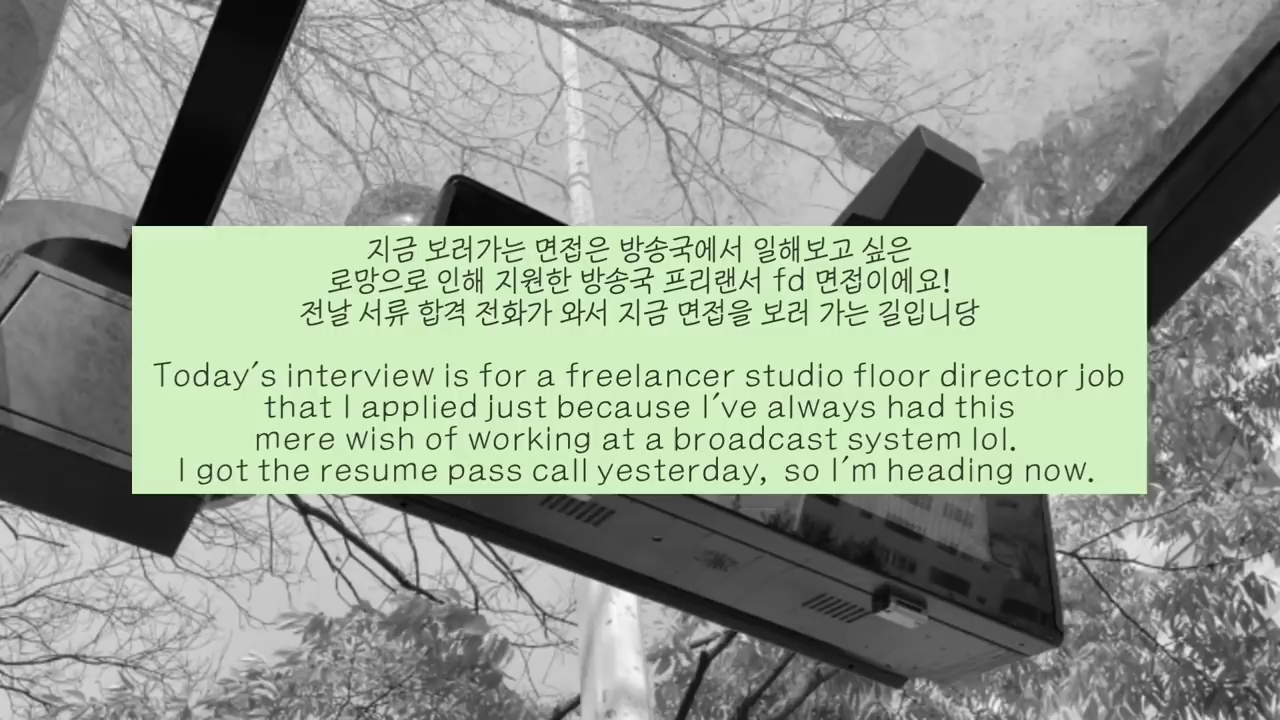 지금 보러가는 면접은 방송국에서 일해보고 싶은
로망으로 인해 지원한 방송국 프리랜서 fd 면접이에요!
전날 서류 합격 전화가 와서 지금 면접을 보러 가는 길입니당
Today's interview is for a freelancer studio floor director job
that I applied just because I've always had this
mere wish of working at a broadcast system lol.
I got the resume pass call yesterday, so I'm heading now.